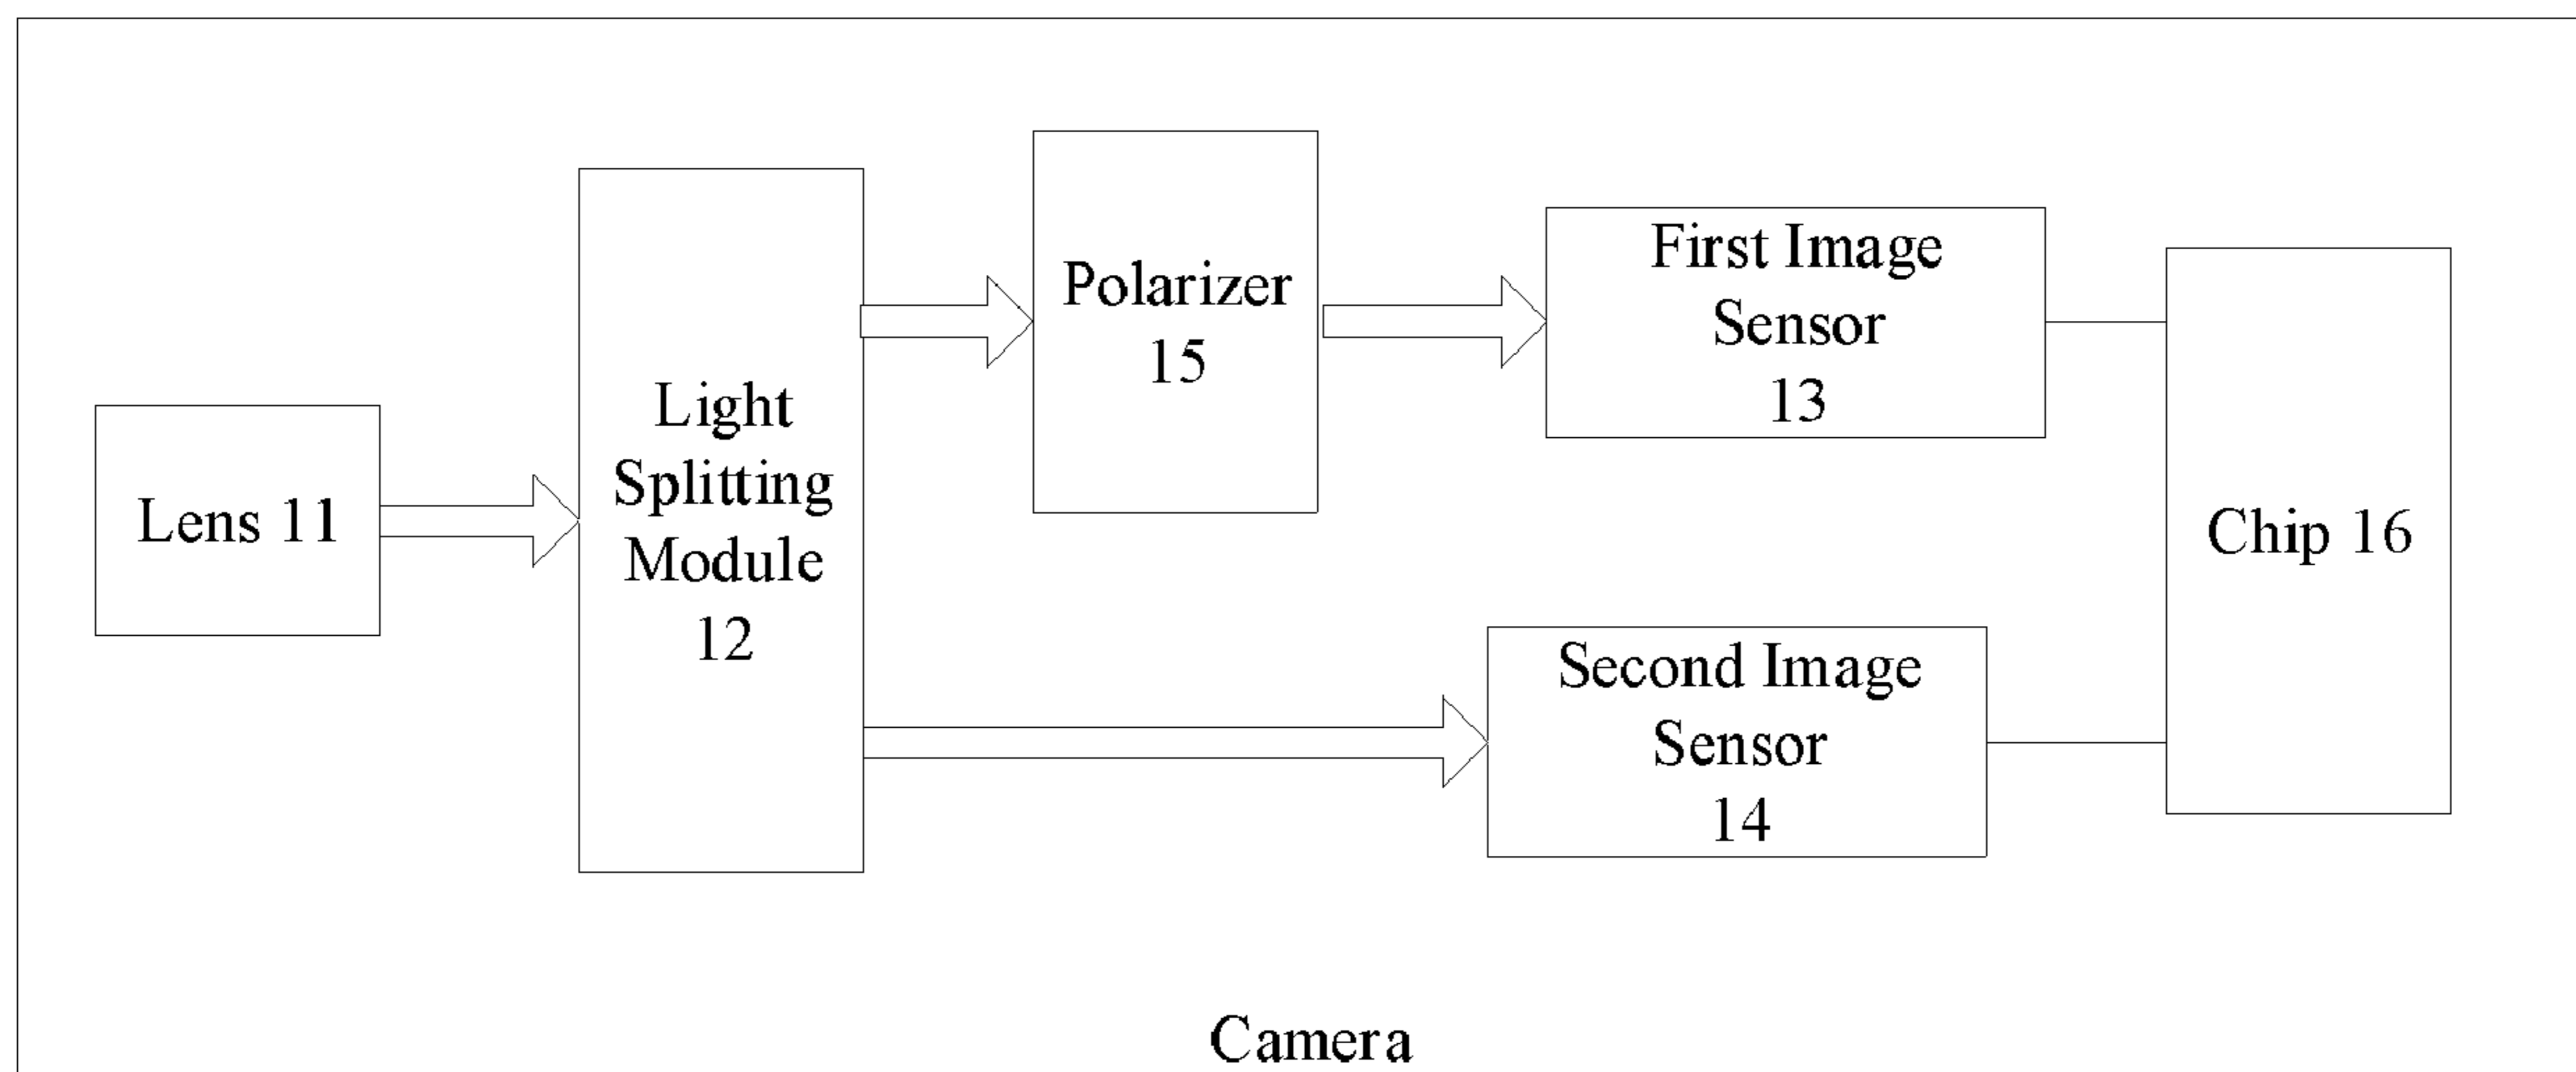 Lens 11
Light
Splitting
Module
12
Polarizer
15
First Image
Sensor
13
Second Image
Sensor
14
Chip 16
Camera